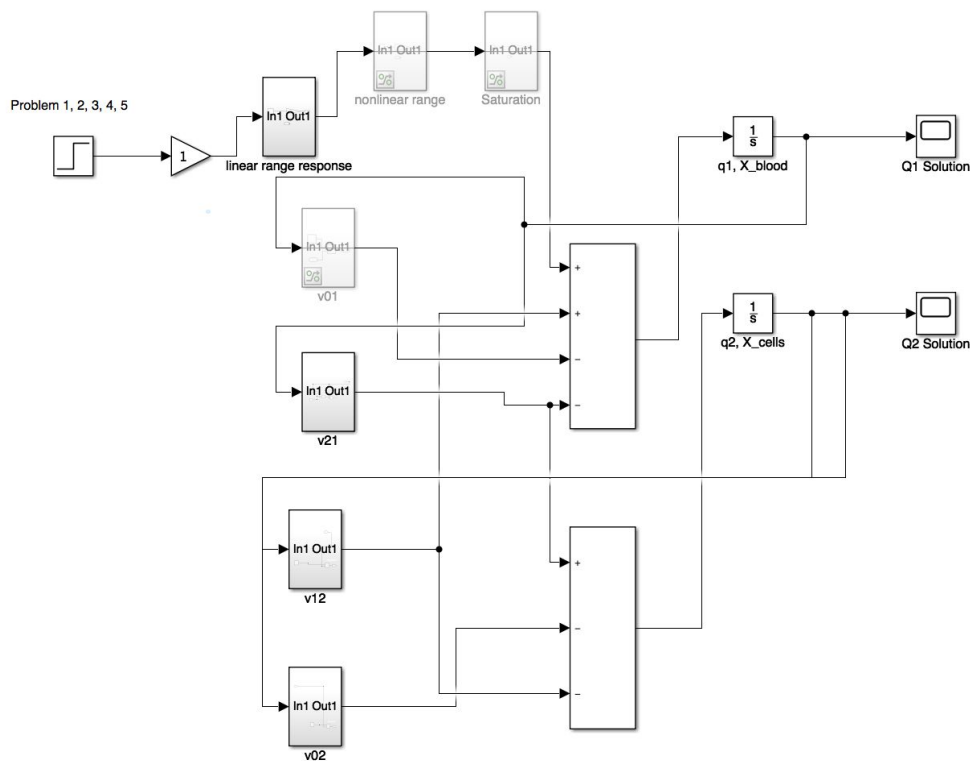 In1 Out1
nonlinear range
In1 Out1
Saturation
Problem 1, 2, 3, 4, 5
1
In1 Out1
linear range response
1
s
q1, X_blood
Q1 Solution
In1 Out1
v01
+
+
−
−
1
s
q2, X_cells
Q2 Solution
In1 Out1
v21
In1 Out1
v12
+
−
−
In1 Out1
v02